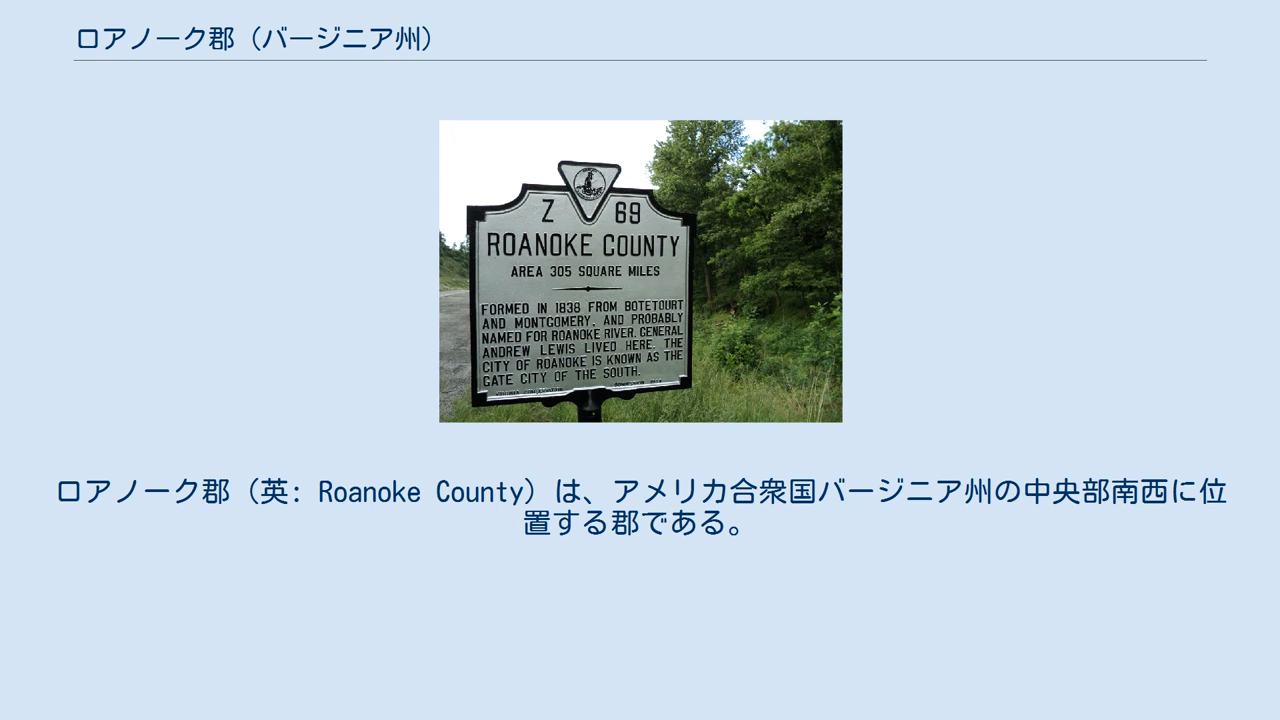 ロアノーク郡（バージニア州）
Z 69
ROANOKE COUNTY
AREA 305 SQUARE MILES
FORMED IN 1838 FROM BOTETOURT
AND MONTGOMERY, AND PROBABLY
NAMED FOR ROANOKE RIVER. GENERAL
ANDREW LEWIS LIVED HERE. THE
CITY OF ROANOKE IS KNOWN AS THE
GATE CITY OF THE SOUTH.
ロアノーク郡（英: Roanoke County）は、アメリカ合衆国バージニア州の中央部南西に位
置する郡である。